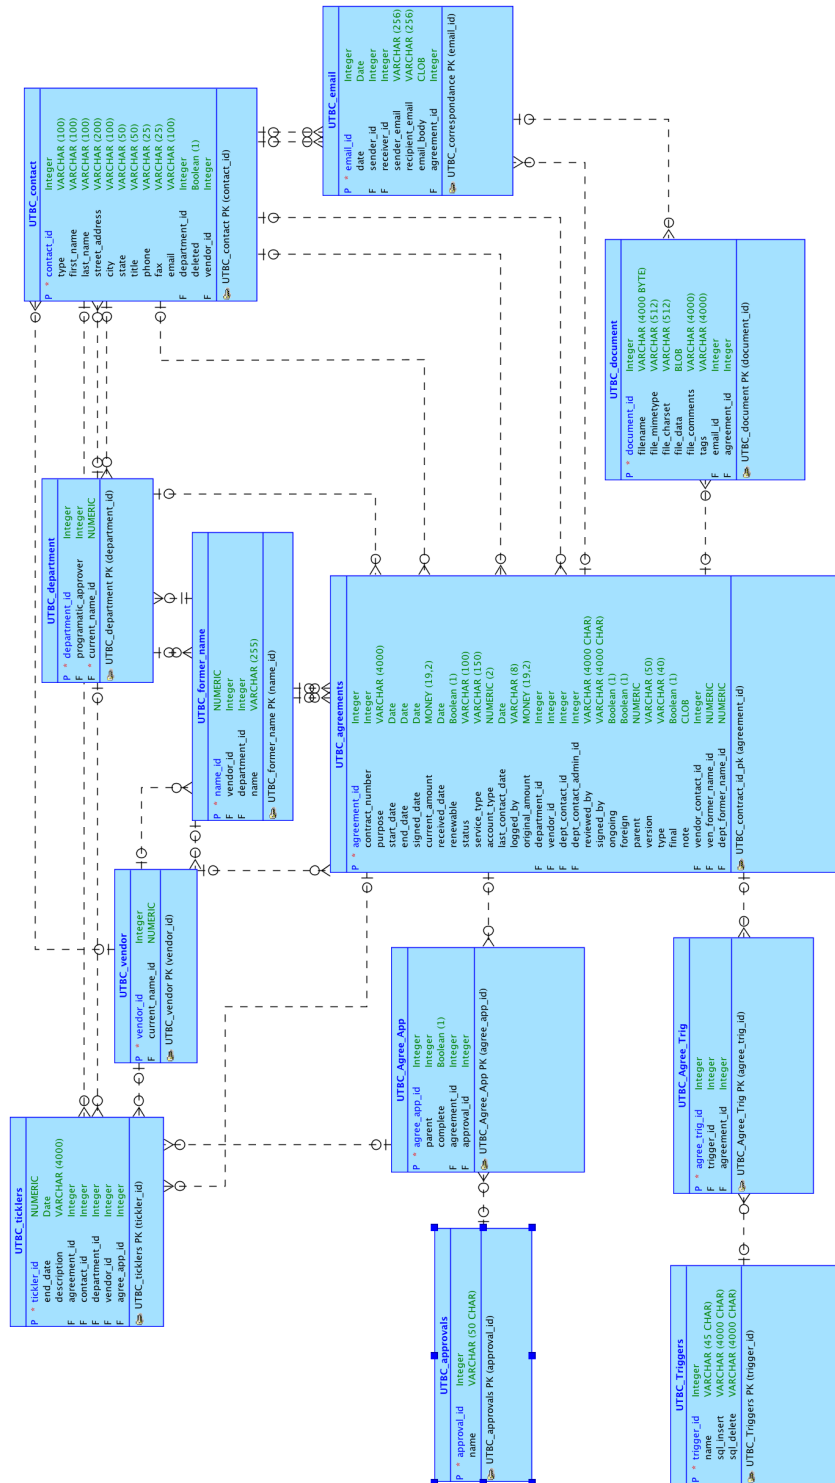 UTBC_ticklers
P * tickler_id NUMERIC
end_date Date
description VARCHAR (4000)
F agreement_id Integer
F contact_id Integer
F department_id Integer
F vendor_id Integer
F agree_app_id Integer
UTBC_ticklers PK (tickler_id)
UTBC_vendor
P * vendor_id Integer
F current_name_id NUMERIC
UTBC_vendor PK (vendor_id)
UTBC_department
P * department_id Integer
F programatic_approver Integer
F * current_name_id NUMERIC
UTBC_department PK (department_id)
UTBC_contact
P * contact_id Integer
type VARCHAR (100)
first_name VARCHAR (100)
last_name VARCHAR (100)
street_address VARCHAR (200)
city VARCHAR (100)
state VARCHAR (50)
title VARCHAR (50)
phone VARCHAR (25)
fax VARCHAR (25)
email VARCHAR (100)
F department_id Integer
deleted Boolean (1)
F vendor_id Integer
UTBC_contact PK (contact_id)
UTBC_former_name
P * name_id NUMERIC
F vendor_id Integer
F department_id Integer
name VARCHAR (255)
UTBC_former_name PK (name_id)
UTBC_email
P * email_id Integer
date Date
F sender_id Integer
F receiver_id Integer
sender_email VARCHAR (256)
recipient_email VARCHAR (256)
email_body CLOB
F agreement_id Integer
UTBC_correspondance PK (email_id)
UTBC_agreements
P * agreement_id Integer
contract_number Integer
purpose VARCHAR (4000)
start_date Date
end_date Date
signed_date Date
current_amount MONEY (19,2)
received_date Date
renewable Boolean (1)
status VARCHAR (100)
service_type VARCHAR (150)
account_type NUMERIC (2)
last_contact_date Date
logged_by VARCHAR (8)
original_amount MONEY (19,2)
F department_id Integer
F vendor_id Integer
F dept_contact_id Integer
F dept_contact_admin_id Integer
reviewed_by VARCHAR (4000 CHAR)
signed_by VARCHAR (4000 CHAR)
ongoing Boolean (1)
foreign Boolean (1)
parent NUMERIC
version VARCHAR (50)
type VARCHAR (40)
final Boolean (1)
note CLOB
F vendor_contact_id Integer
F ven_former_name_id NUMERIC
F dept_former_name_id NUMERIC
UTBC_contract_id_pk (agreement_id)
UTBC_Agree_App
P * agree_app_id Integer
parent Integer
complete Boolean (1)
F agreement_id Integer
F approval_id Integer
UTBC_Agree_App PK (agree_app_id)
UTBC_approvals
P * approval_id Integer
name VARCHAR (50 CHAR)
UTBC_approvals PK (approval_id)
UTBC_document
P * document_id Integer
filename VARCHAR (4000 BYTE)
file_mimetype VARCHAR (512)
file_charset VARCHAR (512)
file_data BLOB
file_comments VARCHAR (4000)
tags VARCHAR (4000)
F email_id Integer
F agreement_id Integer
UTBC_document PK (document_id)
UTBC_Triggers
P * trigger_id Integer
name VARCHAR (45 CHAR)
sql_insert VARCHAR (4000 CHAR)
sql_delete VARCHAR (4000 CHAR)
UTBC_Triggers PK (trigger_id)
UTBC_Agree_Trig
P * agree_trig_id Integer
F trigger_id Integer
F agreement_id Integer
UTBC_Agree_Trig PK (agree_trig_id)